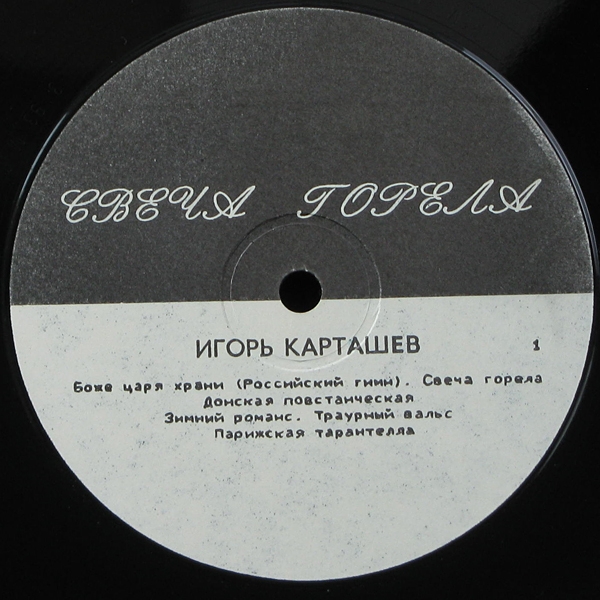 СВЕЧА ГОРЕЛА
ИГОРЬ КАРТАШЕВ 1
Боже царя храни (Российский гимн). Свеча горела
Донская повстанческая
Зимний романс. Траурный вальс
Парижская тарантелла